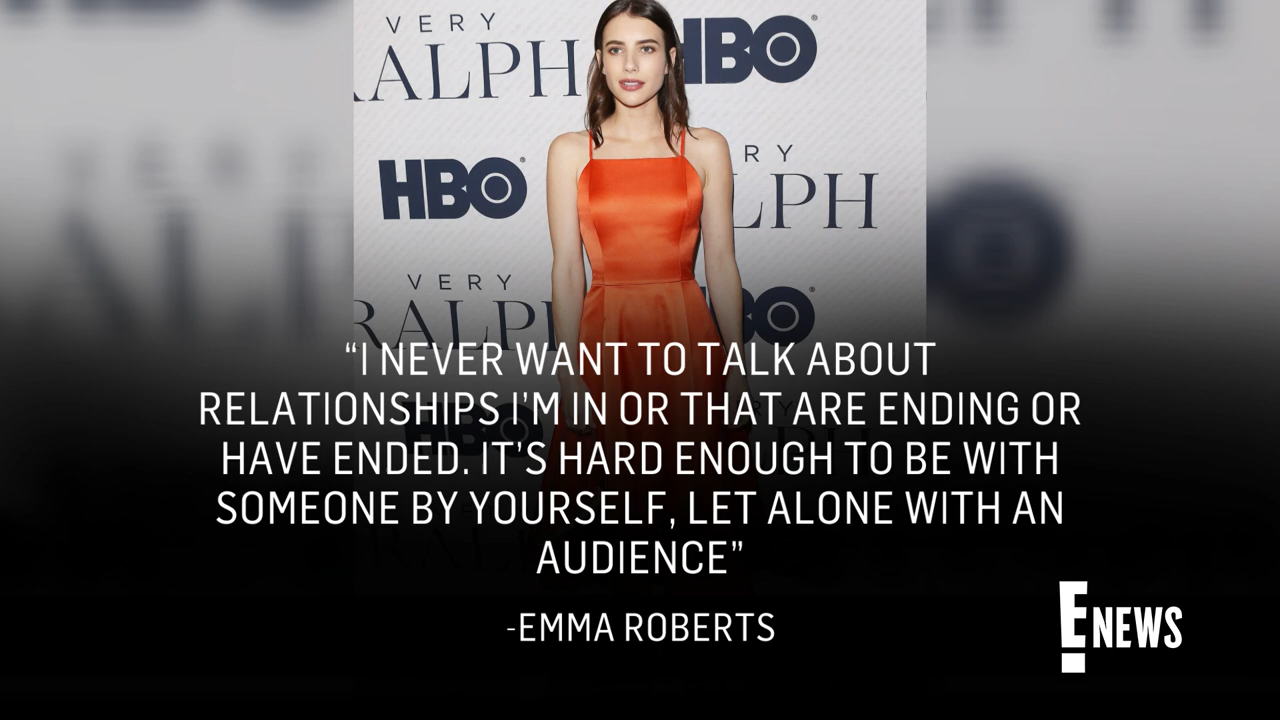 VERY
RALPH
HBO
HBO
VERY
RALPH
VERY
RALPH
HBO
HBO
“I NEVER WANT TO TALK ABOUT
RELATIONSHIPS I’M IN OR THAT ARE ENDING OR
HAVE ENDED. IT’S HARD ENOUGH TO BE WITH
SOMEONE BY YOURSELF, LET ALONE WITH AN
AUDIENCE”
-EMMA ROBERTS
E! NEWS